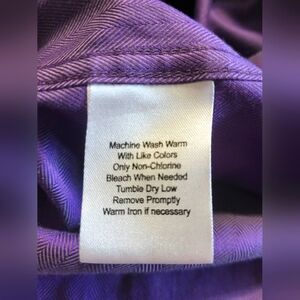 Machine Wash Warm
With Like Colors
Only Non-Chlorine
Bleach When Needed
Tumble Dry Low
Remove Promptly
Warm Iron if necessary